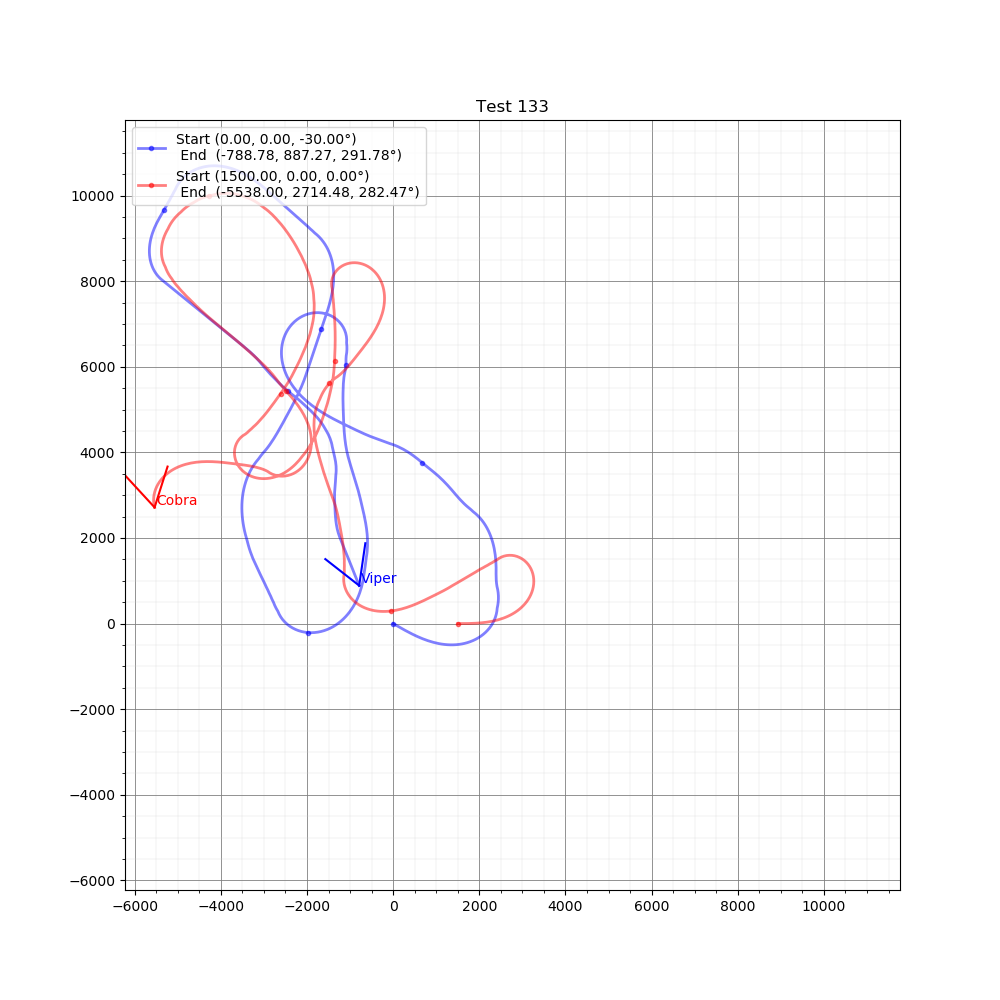 Test 133
Start (0.00, 0.00, -30.00°)
End (-788.78, 887.27, 291.78°)
Start (1500.00, 0.00, 0.00°)
End (-5538.00, 2714.48, 282.47°)
10000
8000
6000
4000
2000
0
−2000
−4000
−6000
Cobra
Viper
−6000 −4000 −2000 0 2000 4000 6000 8000 10000